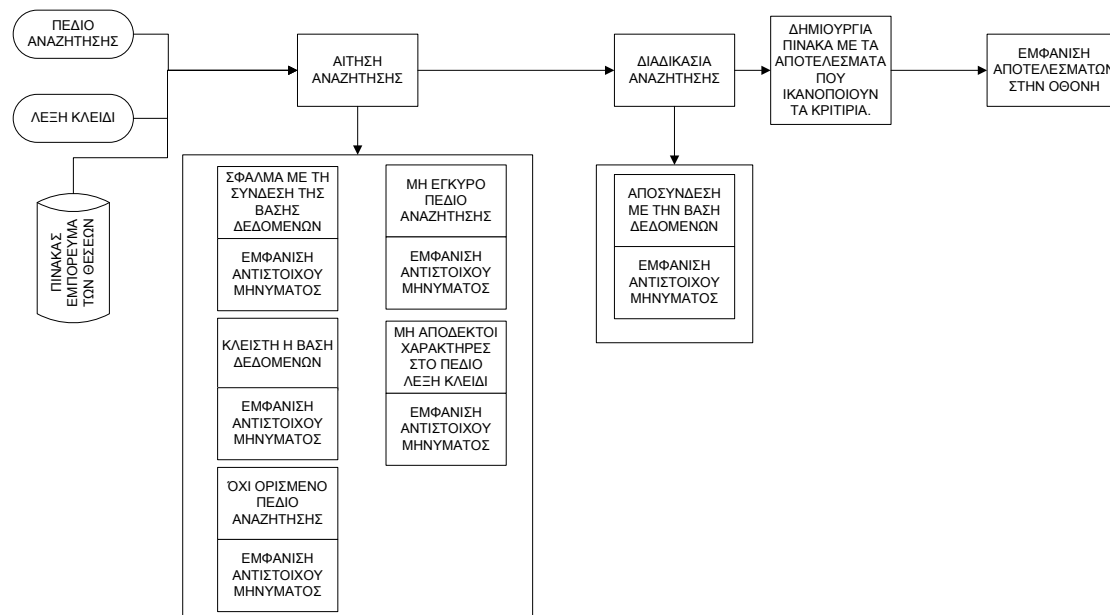 ΠΕΔΙΟ
ΑΝΑΖΗΤΗΣΗΣ
ΛΕΞΗ ΚΛΕΙΔΙ
ΠΙΝΑΚΑΣ
ΕΜΠΟΡΕΥΜΑ
ΤΩΝ ΘΕΣΕΩΝ
ΑΙΤΗΣΗ
ΑΝΑΖΗΤΗΣΗΣ
ΔΙΑΔΙΚΑΣΙΑ
ΑΝΑΖΗΤΗΣΗΣ
ΔΗΜΙΟΥΡΓΙΑ
ΠΙΝΑΚΑ ΜΕ ΤΑ
ΑΠΟΤΕΛΕΣΜΑΤΑ
ΠΟΥ
ΙΚΑΝΟΠΟΙΟΥΝ
ΤΑ ΚΡΙΤΙΡΙΑ.
ΕΜΦΑΝΙΣΗ
ΑΠΟΤΕΛΕΣΜΑΤΩΝ
ΣΤΗΝ ΟΘΟΝΗ
ΣΦΑΛΜΑ ΜΕ ΤΗ
ΣΥΝΔΕΣΗ ΤΗΣ
ΒΑΣΗΣ
ΔΕΔΟΜΕΝΩΝ
ΕΜΦΑΝΙΣΗ
ΑΝΤΙΣΤΟΙΧΟΥ
ΜΗΝΥΜΑΤΟΣ
ΚΛΕΙΣΤΗ Η ΒΑΣΗ
ΔΕΔΟΜΕΝΩΝ
ΕΜΦΑΝΙΣΗ
ΑΝΤΙΣΤΟΙΧΟΥ
ΜΗΝΥΜΑΤΟΣ
ΌΧΙ ΟΡΙΣΜΕΝΟ
ΠΕΔΙΟ
ΑΝΑΖΗΤΗΣΗΣ
ΕΜΦΑΝΙΣΗ
ΑΝΤΙΣΤΟΙΧΟΥ
ΜΗΝΥΜΑΤΟΣ
ΜΗ ΕΓΚΥΡΟ
ΠΕΔΙΟ
ΑΝΑΖΗΤΗΣΗΣ
ΕΜΦΑΝΙΣΗ
ΑΝΤΙΣΤΟΙΧΟΥ
ΜΗΝΥΜΑΤΟΣ
ΜΗ ΑΠΟΔΕΚΤΟΙ
ΧΑΡΑΚΤΗΡΕΣ
ΣΤΟ ΠΕΔΙΟ
ΛΕΞΗ ΚΛΕΙΔΙ
ΕΜΦΑΝΙΣΗ
ΑΝΤΙΣΤΟΙΧΟΥ
ΜΗΝΥΜΑΤΟΣ
ΑΠΟΣΥΝΔΕΣΗ
ΜΕ ΤΗΝ ΒΑΣΗ
ΔΕΔΟΜΕΝΩΝ
ΕΜΦΑΝΙΣΗ
ΑΝΤΙΣΤΟΙΧΟΥ
ΜΗΝΥΜΑΤΟΣ